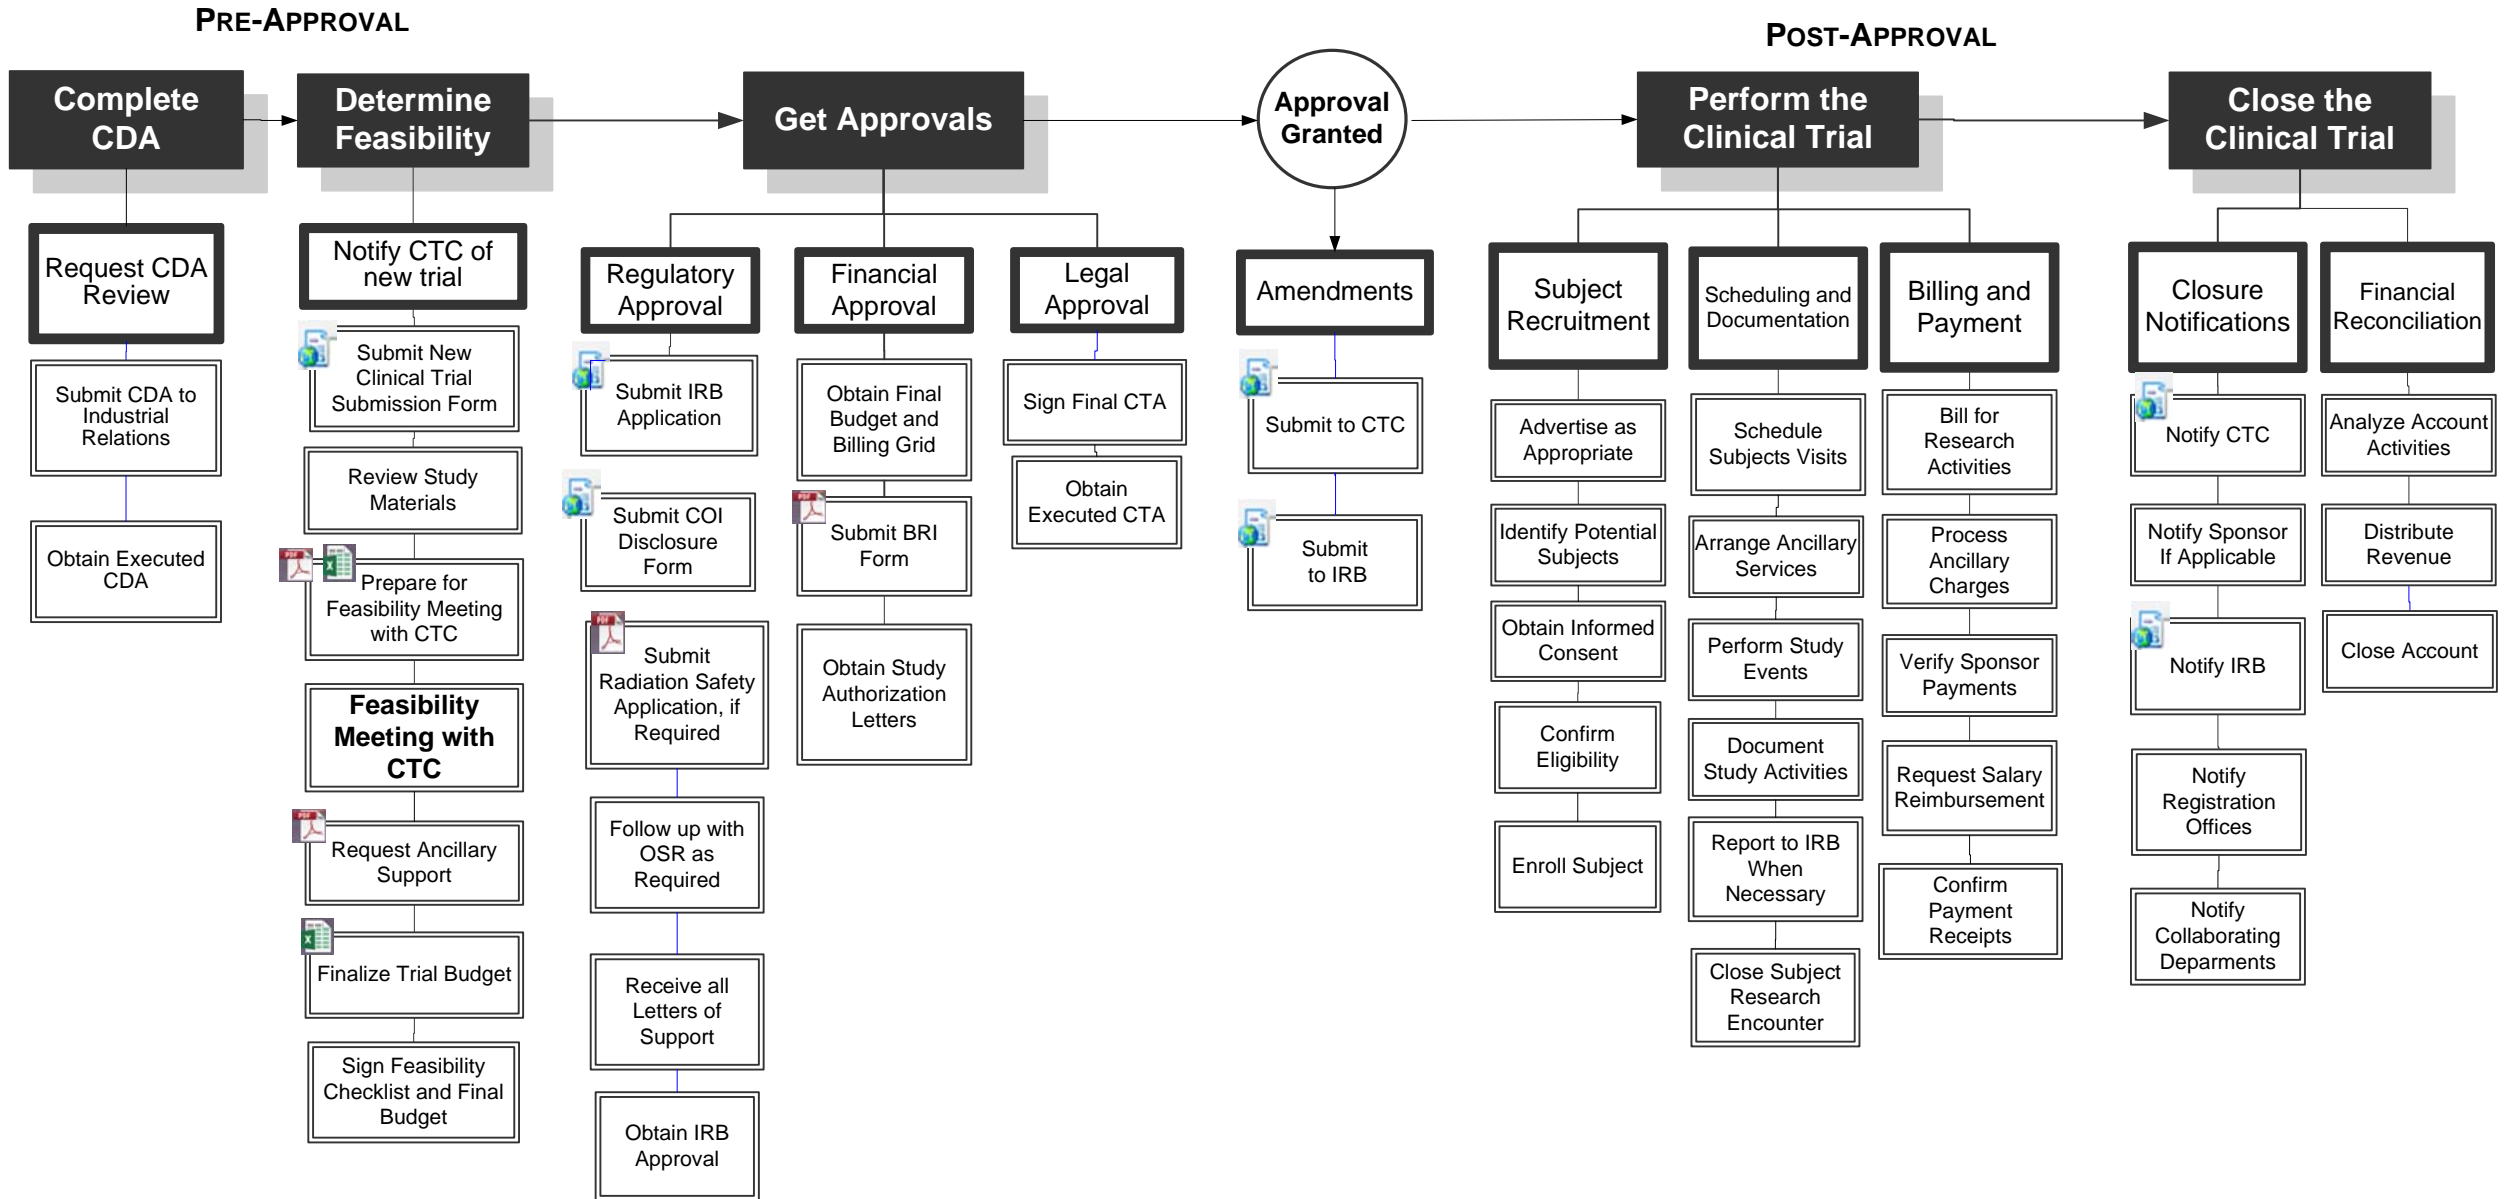 PRE-APPROVAL
POST-APPROVAL
Complete
CDA
Determine
Feasibility
Get Approvals
Approval
Granted
Perform the
Clinical Trial
Close the
Clinical Trial
Request CDA
Review
Submit CDA to
Industrial
Relations
Obtain Executed
CDA
Notify CTC of
new trial
Submit New
Clinical Trial
Submission Form
Review Study
Materials
PDF
Prepare for
Feasibility Meeting
with CTC
Feasibility
Meeting with
CTC
PDF
Request Ancillary
Support
Finalize Trial Budget
Sign Feasibility
Checklist and Final
Budget
Regulatory
Approval
Submit IRB
Application
Submit COI
Disclosure
Form
PDF
Submit
Radiation Safety
Application, if
Required
Follow up with
OSR as
Required
Receive all
Letters of
Support
Obtain IRB
Approval
Financial
Approval
Obtain Final
Budget and
Billing Grid
PDF
Submit BRI
Form
Obtain Study
Authorization
Letters
Legal
Approval
Sign Final CTA
Obtain
Executed CTA
Amendments
Submit to CTC
Submit
to IRB
Subject
Recruitment
Advertise as
Appropriate
Identify Potential
Subjects
Obtain Informed
Consent
Confirm
Eligibility
Enroll Subject
Scheduling and
Documentation
Schedule
Subjects Visits
Arrange Ancillary
Services
Perform Study
Events
Document
Study Activities
Report to IRB
When
Necessary
Close Subject
Research
Encounter
Billing and
Payment
Bill for
Research
Activities
Process
Ancillary
Charges
Verify Sponsor
Payments
Request Salary
Reimbursement
Confirm
Payment
Receipts
Closure
Notifications
Notify CTC
Notify Sponsor
If Applicable
Notify IRB
Notify
Registration
Offices
Notify
Collaborating
Deparments
Financial
Reconciliation
Analyze Account
Activities
Distribute
Revenue
Close Account